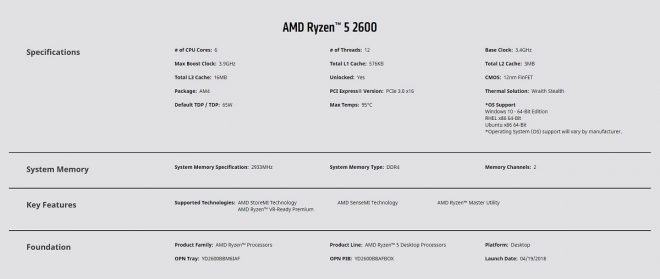 AMD Ryzen™ 5 2600
Specifications
# of CPU Cores: 6 # of Threads: 12 Base Clock: 3.4GHz
Max Boost Clock: 3.9GHz Total L1 Cache: 576KB Total L2 Cache: 3MB
Total L3 Cache: 16MB Unlocked: Yes CMOS: 12nm FinFET
Package: AM4 PCI Express® Version: PCIe 3.0 x16 Thermal Solution: Wraith Stealth
Default TDP / TDP: 65W Max Temps: 95°C *OS Support
Windows 10 - 64-Bit Edition
RHEL x86 64-Bit
Ubuntu x86 64-Bit
*Operating System (OS) support will vary by manufacturer.
System Memory
System Memory Specification: 2933MHz System Memory Type: DDR4 Memory Channels: 2
Key Features
Supported Technologies: AMD StoreMI Technology AMD SenseMI Technology AMD Ryzen™ Master Utility
AMD Ryzen™ VR-Ready Premium
Foundation
Product Family: AMD Ryzen™ Processors Product Line: AMD Ryzen™ 5 Desktop Processors Platform: Desktop
OPN Tray: YD2600BBM6IAF OPN PIB: YD2600BBAFBOX Launch Date: 04/19/2018